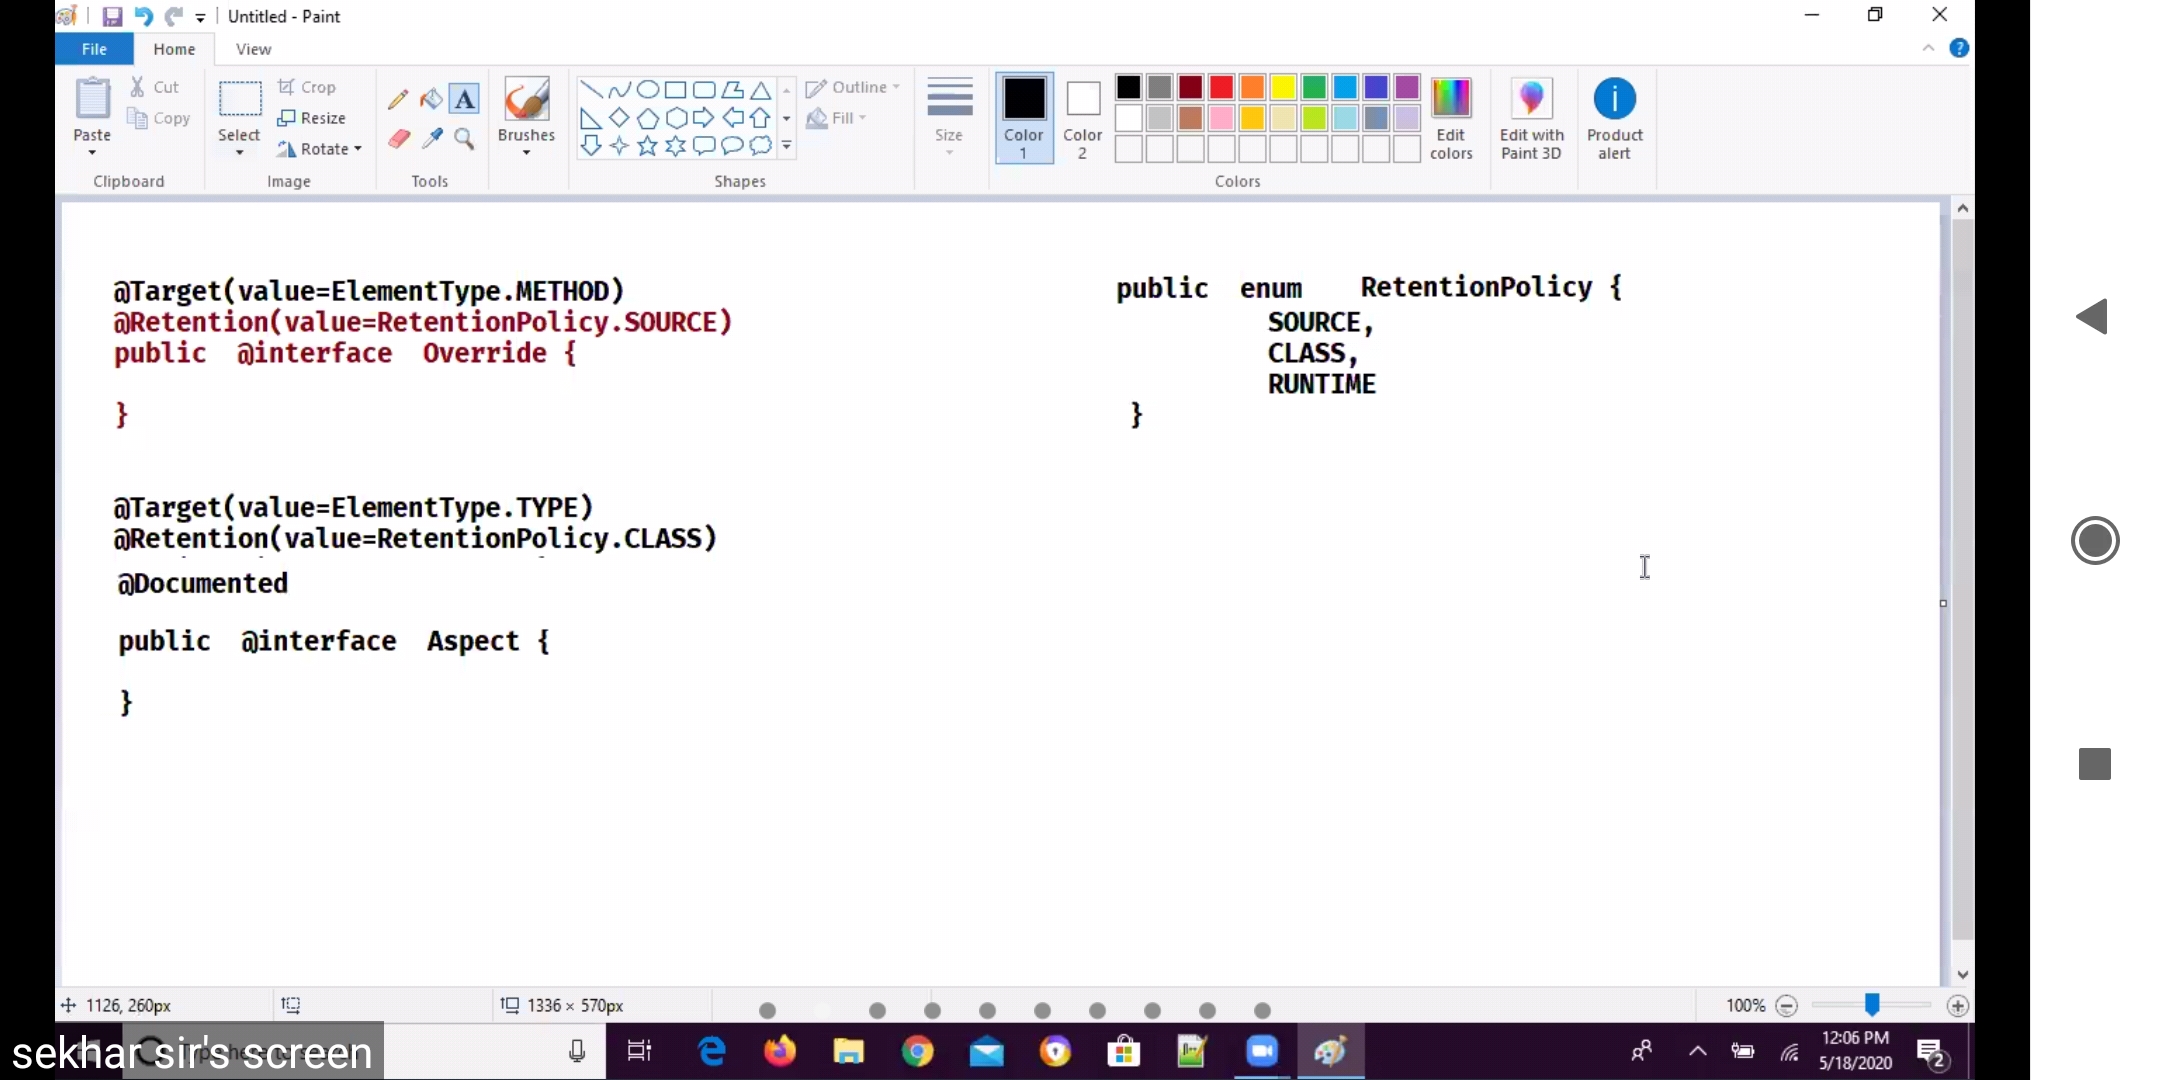 Untitled - Paint
File Home View
Paste
Cut
Copy
Clipboard
Select
Crop
Resize
Rotate
Image
A
Tools
Brushes
Shapes
Outline
Fill
Size
Color 1
Color 2
Colors
Edit colors
Edit with Paint 3D
Product alert
@Target(value=ElementType.METHOD)
@Retention(value=RetentionPolicy.SOURCE)
public @interface Override {
}
public enum RetentionPolicy {
SOURCE,
CLASS,
RUNTIME
}
@Target(value=ElementType.TYPE)
@Retention(value=RetentionPolicy.CLASS)
@Documented
public @interface Aspect {
}
1126, 260px
1336 × 570px
100%
sekhar sir's screen
12:06 PM
5/18/2020
2